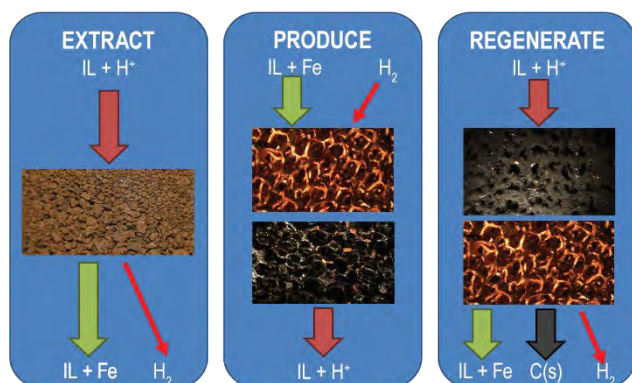 EXTRACT
IL + H⁺
IL + Fe H₂
PRODUCE
IL + Fe H₂
IL + H⁺
REGENERATE
IL + H⁺
IL + Fe C(s) H₂